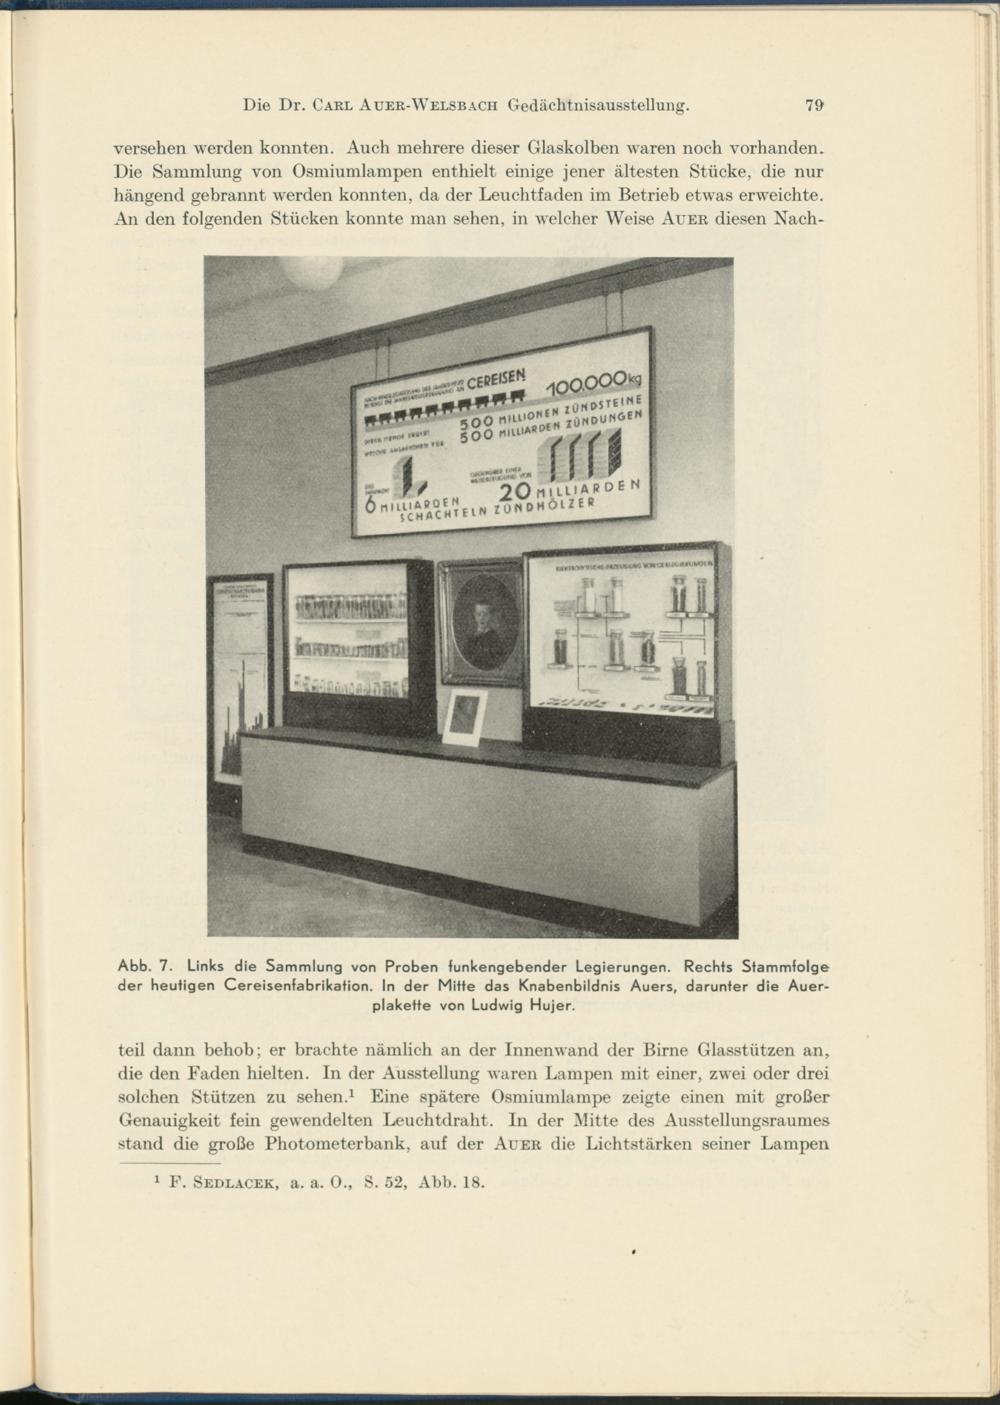 Die Dr. Carl Auer-Welsbach Gedächtnisausstellung. 79
versehen werden konnten. Auch mehrere dieser Glaskolben waren noch vorhanden.
Die Sammlung von Osmiumlampen enthielt einige jener ältesten Stücke, die nur
hängend gebrannt werden konnten, da der Leuchtfaden im Betrieb etwas erweichte.
An den folgenden Stücken konnte man sehen, in welcher Weise Auer diesen Nach-
CEREISEN 100.000 kg
500 MILLIONEN ZÜNDSTEINE
500 MILLIARDEN ZÜNDUNGEN
6 MILLIARDEN 20 MILLIARDEN
SCHACHTELN ZÜNDHÖLZER
Abb. 7. Links die Sammlung von Proben funkengebender Legierungen. Rechts Stammfolge
der heutigen Cereisenfabrikation. In der Mitte das Knabenbildnis Auers, darunter die Auer-
plakette von Ludwig Hujer.
teil dann behob; er brachte nämlich an der Innenwand der Birne Glasstützen an,
die den Faden hielten. In der Ausstellung waren Lampen mit einer, zwei oder drei
solchen Stützen zu sehen.¹ Eine spätere Osmiumlampe zeigte einen mit großer
Genauigkeit fein gewendelten Leuchtdraht. In der Mitte des Ausstellungsraumes
stand die große Photometerbank, auf der Auer die Lichtstärken seiner Lampen
¹ F. Sedlacek, a. a. O., S. 52, Abb. 18.